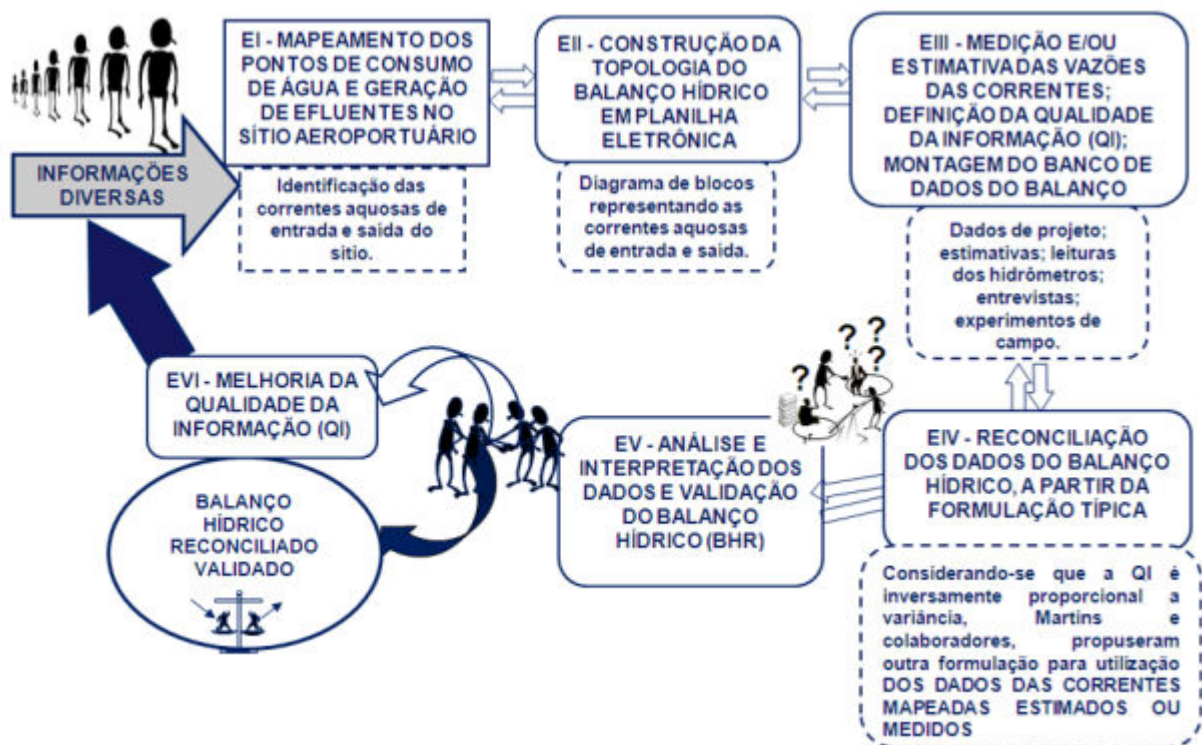 INFORMAÇÕES
DIVERSAS
EI - MAPEAMENTO DOS
PONTOS DE CONSUMO
DE ÁGUA E GERAÇÃO
DE EFLUENTES NO
SÍTIO AEROPORTUÁRIO
Identificação das
correntes aquosas de
entrada e saída do
sitio.
EII - CONSTRUÇÃO DA
TOPOLOGIA DO
BALANÇO HÍDRICO
EM PLANILHA
ELETRÔNICA
Diagrama de blocos
representando as
correntes aquosas
de entrada e saída.
EIII - MEDIÇÃO E/OU
ESTIMATIVA DAS VAZÕES
DAS CORRENTES;
DEFINIÇÃO DA QUALIDADE
DA INFORMAÇÃO (QI);
MONTAGEM DO BANCO DE
DADOS DO BALANÇO
Dados de projeto;
estimativas; leituras
dos hidrômetros;
entrevistas;
experimentos de
campo.
EIV - RECONCILIAÇÃO
DOS DADOS DO BALANÇO
HÍDRICO, A PARTIR DA
FORMULAÇÃO TÍPICA
Considerando-se que a QI é
inversamente proporcional a
variância, Martins e
colaboradores, propuseram
outra formulação para utilização
DOS DADOS DAS CORRENTES
MAPEADAS ESTIMADOS OU
MEDIDOS
? ? ? ? ?
EV - ANÁLISE E
INTERPRETAÇÃO DOS
DADOS E VALIDAÇÃO
DO BALANÇO
HÍDRICO (BHR)
EVI - MELHORIA DA
QUALIDADE DA
INFORMAÇÃO (QI)
BALANÇO
HÍDRICO
RECONCILIADO
VALIDADO